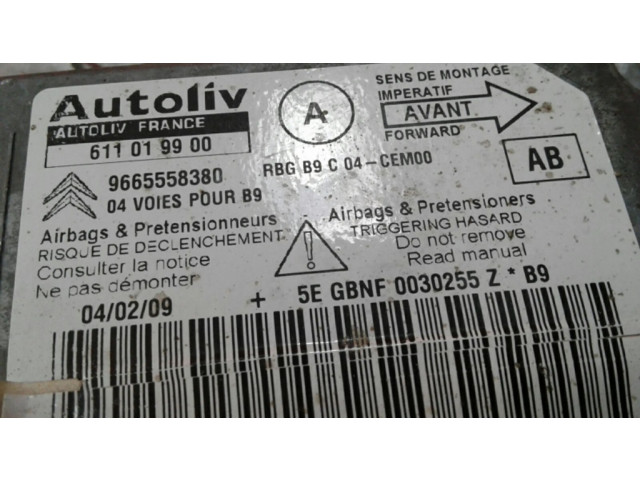 Autoliv
AUTOLIV FRANCE
611 01 99 00
A
SENS DE MONTAGE
IMPERATIF
AVANT
FORWARD
RBG B9 C 04-CEM00
AB
9665558380
04 VOIES POUR B9
Airbags & Pretensionneurs
RISQUE DE DECLENCHEMENT
Consulter la notice
Ne pas démonter
Airbags & Pretensioners
TRIGGERING HASARD
Do not remove
Read manual
04/02/09 + 5E GBNF 0030255 Z * B9